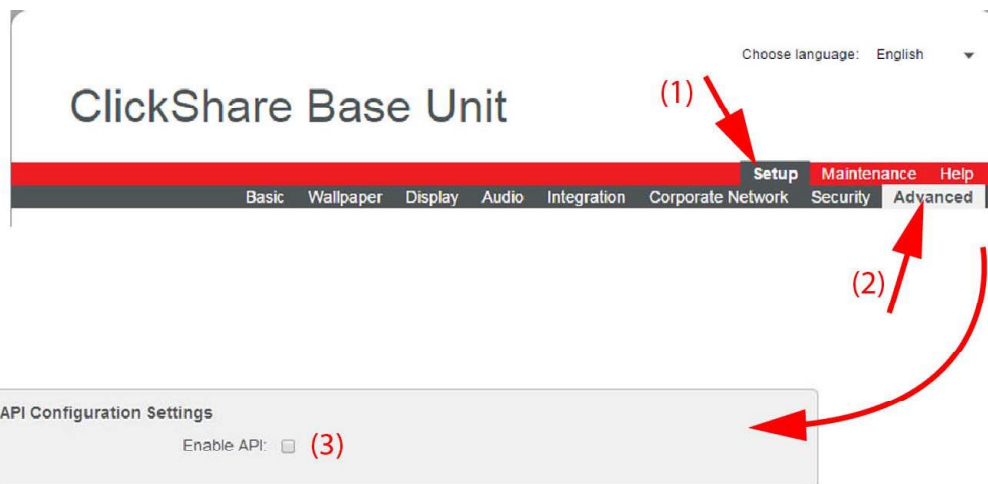 Choose language: English
ClickShare Base Unit
(1)
Setup Maintenance Help
Basic Wallpaper Display Audio Integration Corporate Network Security Advanced
(2)
API Configuration Settings
Enable API: (3)